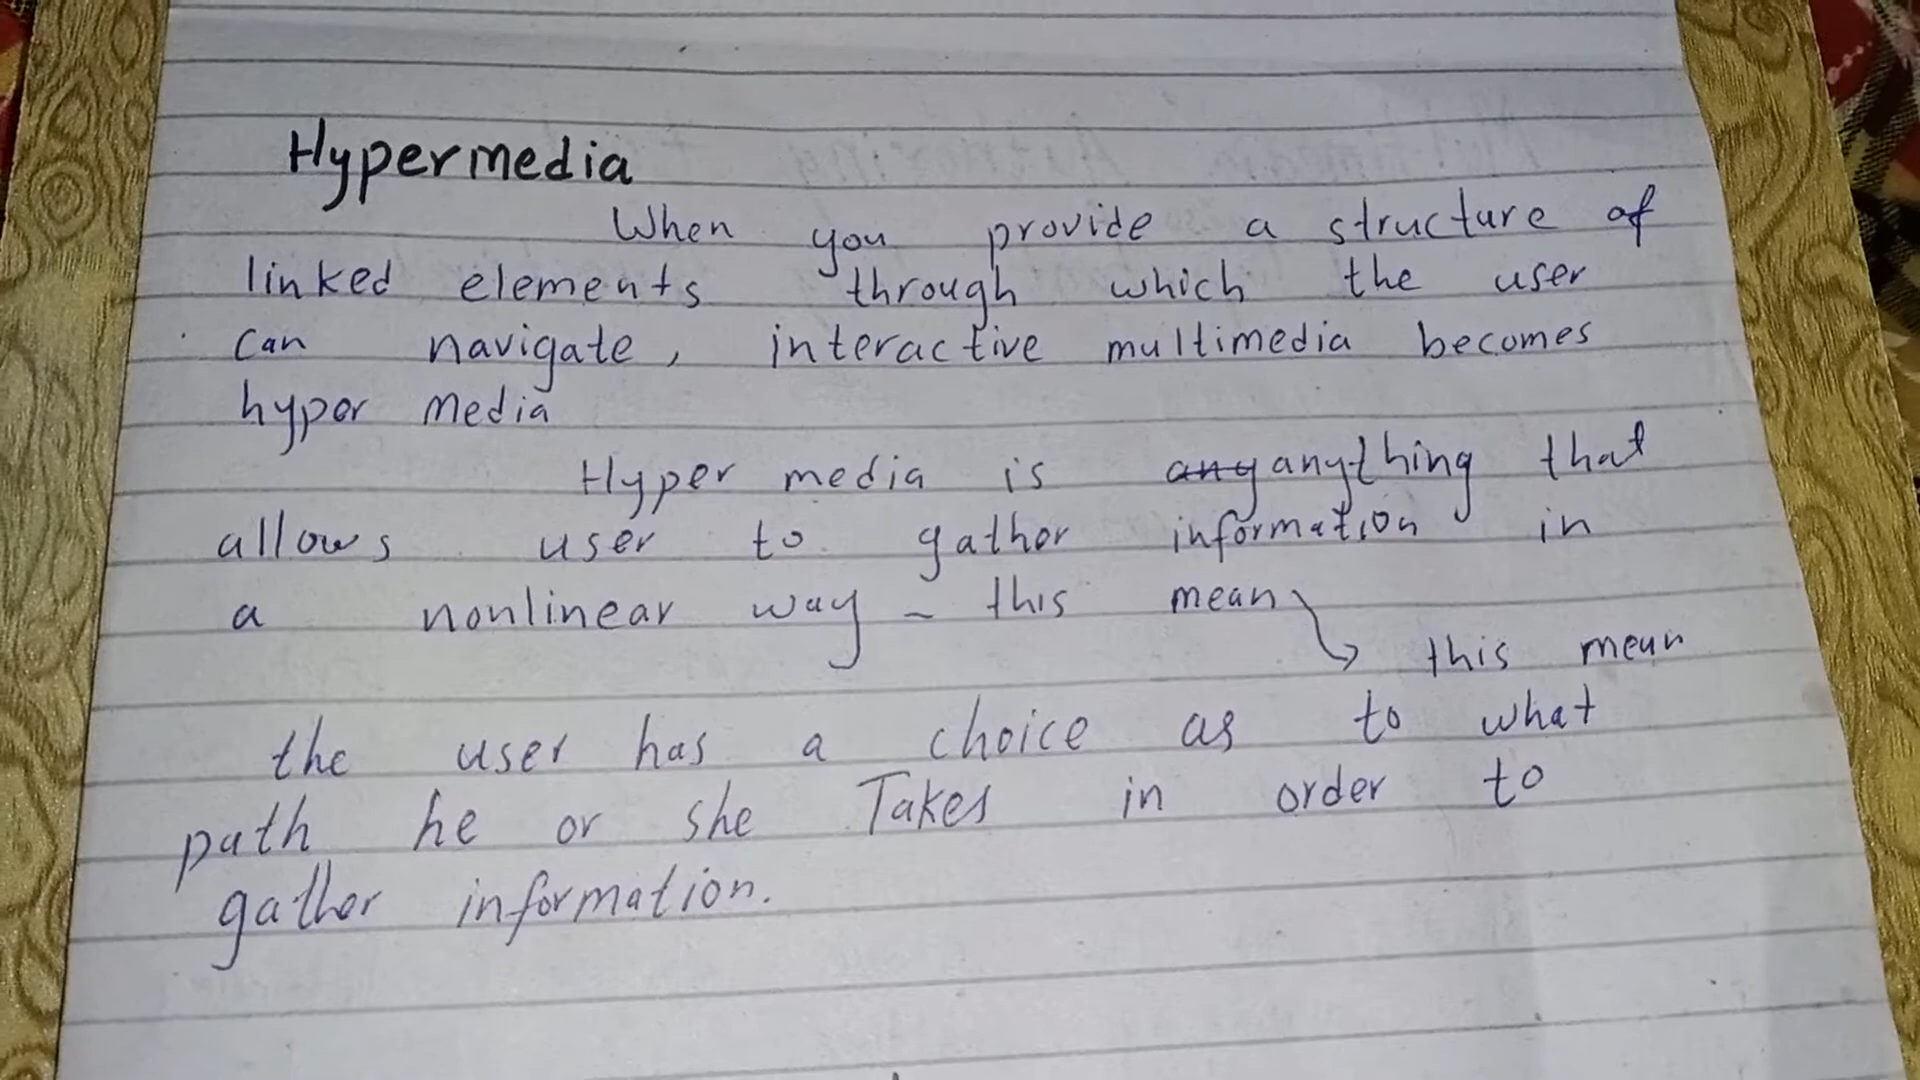 Hypermedia
When you provide a structure of
linked elements through which the user
can navigate, interactive multimedia becomes
hyper media
Hyper media is any anything that
allows user to gather information in
a nonlinear way - this mean
this mean
the user has a choice as to what
path he or she Takes in order to
gather information.